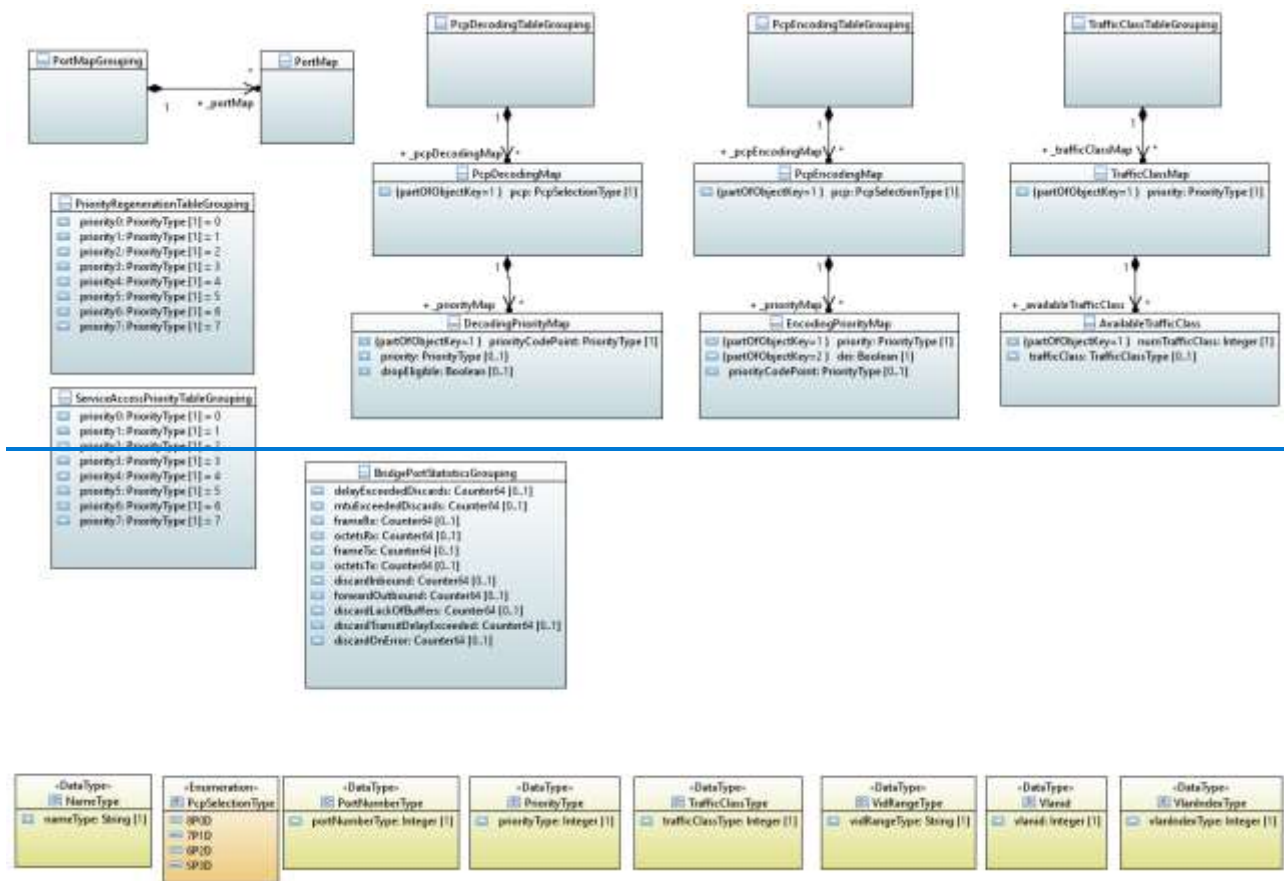 PortMapGrouping
1
+ _portMap
*
PortMap
PcpDecodingTableGrouping
1
+ _pcpDecodingMap
*
PcpDecodingMap
{partOfObjectKey=1 } pcp: PcpSelectionType [1]
1
+ _priorityMap
*
DecodingPriorityMap
{partOfObjectKey=1 } priorityCodePoint: PriorityType [1]
priority: PriorityType [0..1]
dropEligible: Boolean [0..1]
PcpEncodingTableGrouping
1
+ _pcpEncodingMap
*
PcpEncodingMap
{partOfObjectKey=1 } pcp: PcpSelectionType [1]
1
+ _priorityMap
*
EncodingPriorityMap
{partOfObjectKey=1 } priority: PriorityType [1]
{partOfObjectKey=2 } dei: Boolean [1]
priorityCodePoint: PriorityType [0..1]
TrafficClassTableGrouping
1
+ _trafficClassMap
*
TrafficClassMap
{partOfObjectKey=1 } priority: PriorityType [1]
1
+ _availableTrafficClass
*
AvailableTrafficClass
{partOfObjectKey=1 } numTrafficClass: Integer [1]
trafficClass: TrafficClassType [0..1]
PriorityRegenerationTableGrouping
priority0: PriorityType [1] = 0
priority1: PriorityType [1] = 1
priority2: PriorityType [1] = 2
priority3: PriorityType [1] = 3
priority4: PriorityType [1] = 4
priority5: PriorityType [1] = 5
priority6: PriorityType [1] = 6
priority7: PriorityType [1] = 7
ServiceAccessPriorityTableGrouping
priority0: PriorityType [1] = 0
priority1: PriorityType [1] = 1
priority2: PriorityType [1] = 2
priority3: PriorityType [1] = 3
priority4: PriorityType [1] = 4
priority5: PriorityType [1] = 5
priority6: PriorityType [1] = 6
priority7: PriorityType [1] = 7
BridgePortStatisticsGrouping
delayExceededDiscards: Counter64 [0..1]
mtuExceededDiscards: Counter64 [0..1]
frameRx: Counter64 [0..1]
octetsRx: Counter64 [0..1]
frameTx: Counter64 [0..1]
octetsTx: Counter64 [0..1]
discardInbound: Counter64 [0..1]
forwardOutbound: Counter64 [0..1]
discardLackOfBuffers: Counter64 [0..1]
discardTransitDelayExceeded: Counter64 [0..1]
discardOnError: Counter64 [0..1]
«DataType»
NameType
nameType: String [1]
«Enumeration»
PcpSelectionType
8P0D
7P1D
6P2D
5P3D
«DataType»
PortNumberType
portNumberType: Integer [1]
«DataType»
PriorityType
priorityType: Integer [1]
«DataType»
TrafficClassType
trafficClassType: Integer [1]
«DataType»
VidRangeType
vidRangeType: String [1]
«DataType»
Vlanid
vlanid: Integer [1]
«DataType»
VlanIndexType
vlanIndexType: Integer [1]